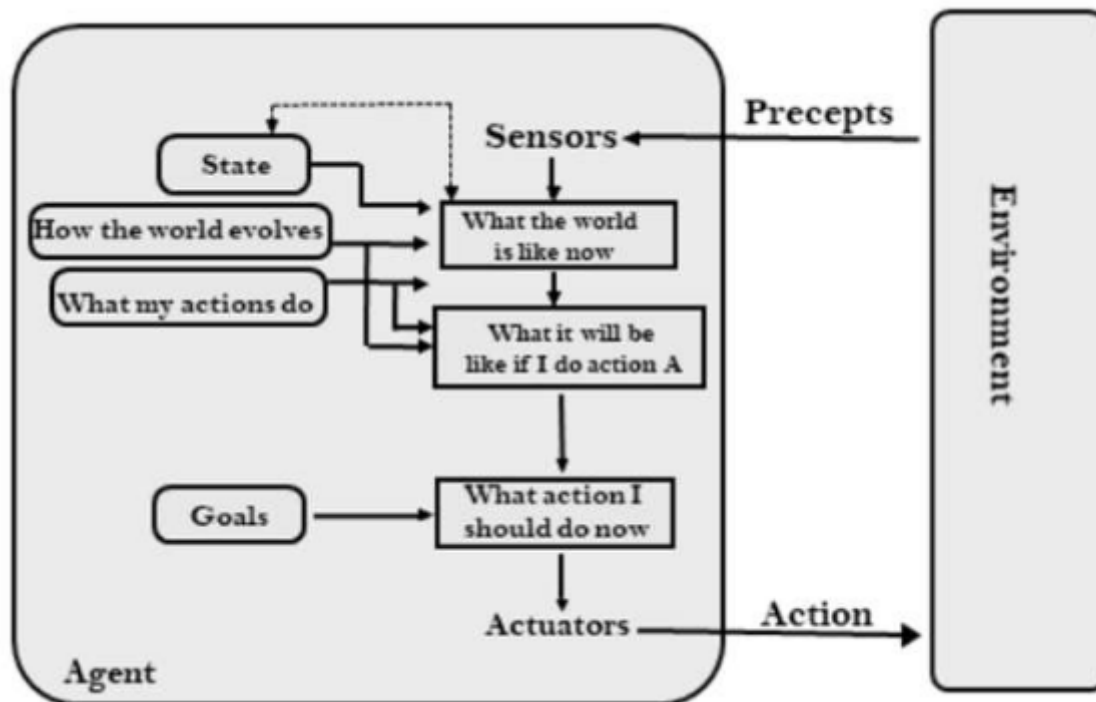 Precepts
Sensors
State
How the world evolves
What the world
is like now
What my actions do
What it will be
like if I do action A
Goals
What action I
should do now
Actuators
Action
Agent
Environment